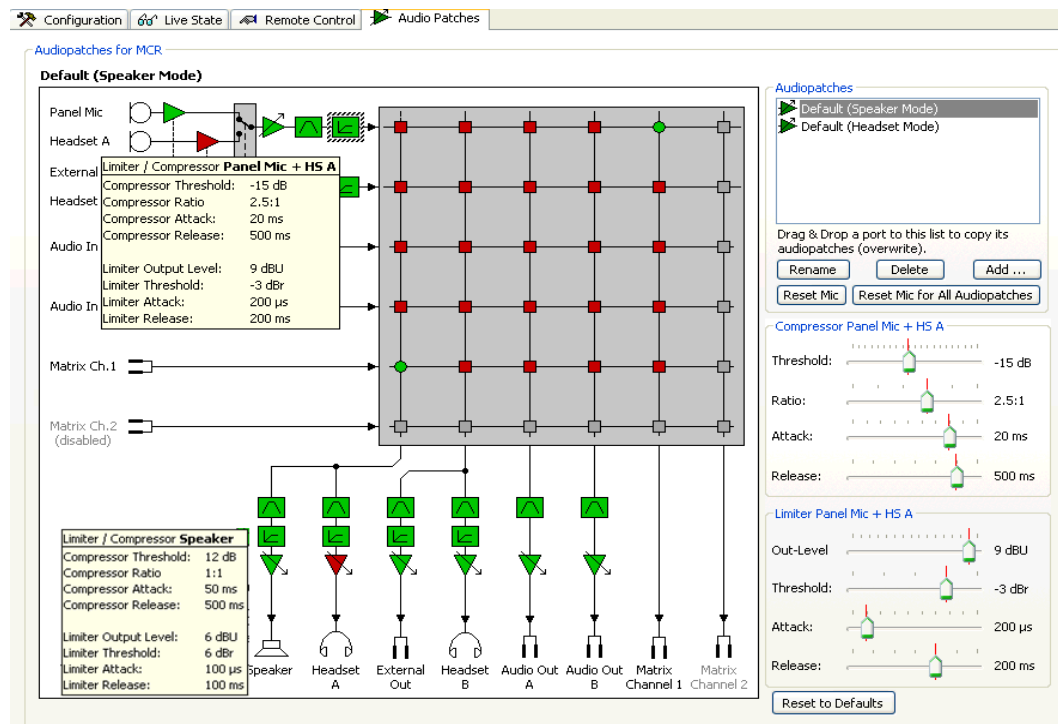 Configuration
Live State
Remote Control
Audio Patches
Audiopatches for MCR
Default (Speaker Mode)
Panel Mic
Headset A
External
Headset
Audio In
Audio In
Matrix Ch.1
Matrix Ch.2
(disabled)
Limiter / Compressor Panel Mic + HS A
Compressor Threshold: -15 dB
Compressor Ratio 2.5:1
Compressor Attack: 20 ms
Compressor Release: 500 ms
Limiter Output Level: 9 dBU
Limiter Threshold: -3 dBr
Limiter Attack: 200 µs
Limiter Release: 200 ms
Limiter / Compressor Speaker
Compressor Threshold: 12 dB
Compressor Ratio 1:1
Compressor Attack: 50 ms
Compressor Release: 500 ms
Limiter Output Level: 6 dBU
Limiter Threshold: 6 dBr
Limiter Attack: 100 µs
Limiter Release: 100 ms
Speaker
Headset
A
External
Out
Headset
B
Audio Out
A
Audio Out
B
Matrix
Channel 1
Matrix
Channel 2
Audiopatches
Default (Speaker Mode)
Default (Headset Mode)
Drag & Drop a port to this list to copy its
audiopatches (overwrite).
Rename
Delete
Add ...
Reset Mic
Reset Mic for All Audiopatches
Compressor Panel Mic + HS A
Threshold: -15 dB
Ratio: 2.5:1
Attack: 20 ms
Release: 500 ms
Limiter Panel Mic + HS A
Out-Level 9 dBU
Threshold: -3 dBr
Attack: 200 µs
Release: 200 ms
Reset to Defaults